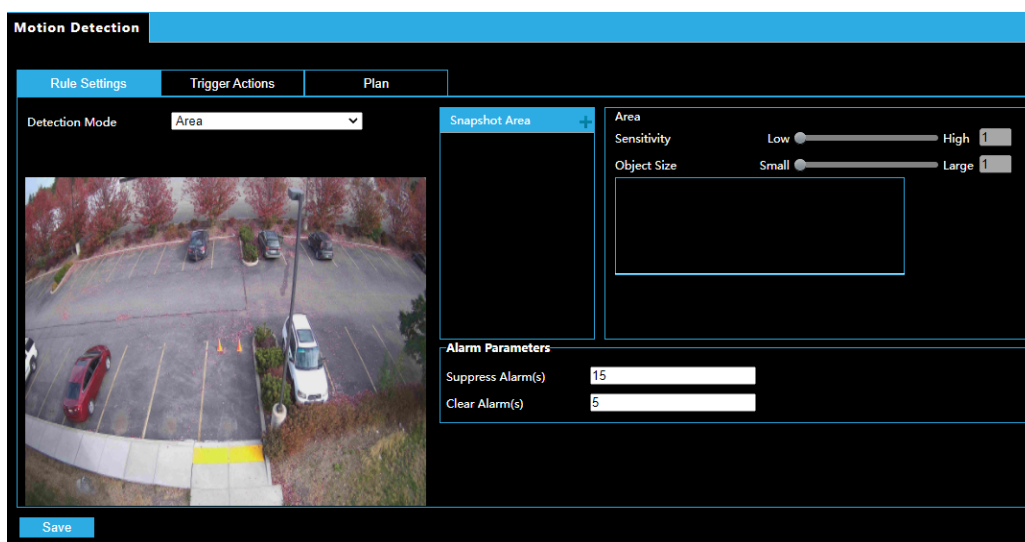 Motion Detection
Rule Settings
Trigger Actions
Plan
Detection Mode
Area
Snapshot Area
+
Area
Sensitivity Low High 1
Object Size Small Large 1
Alarm Parameters
Suppress Alarm(s) 15
Clear Alarm(s) 5
Save